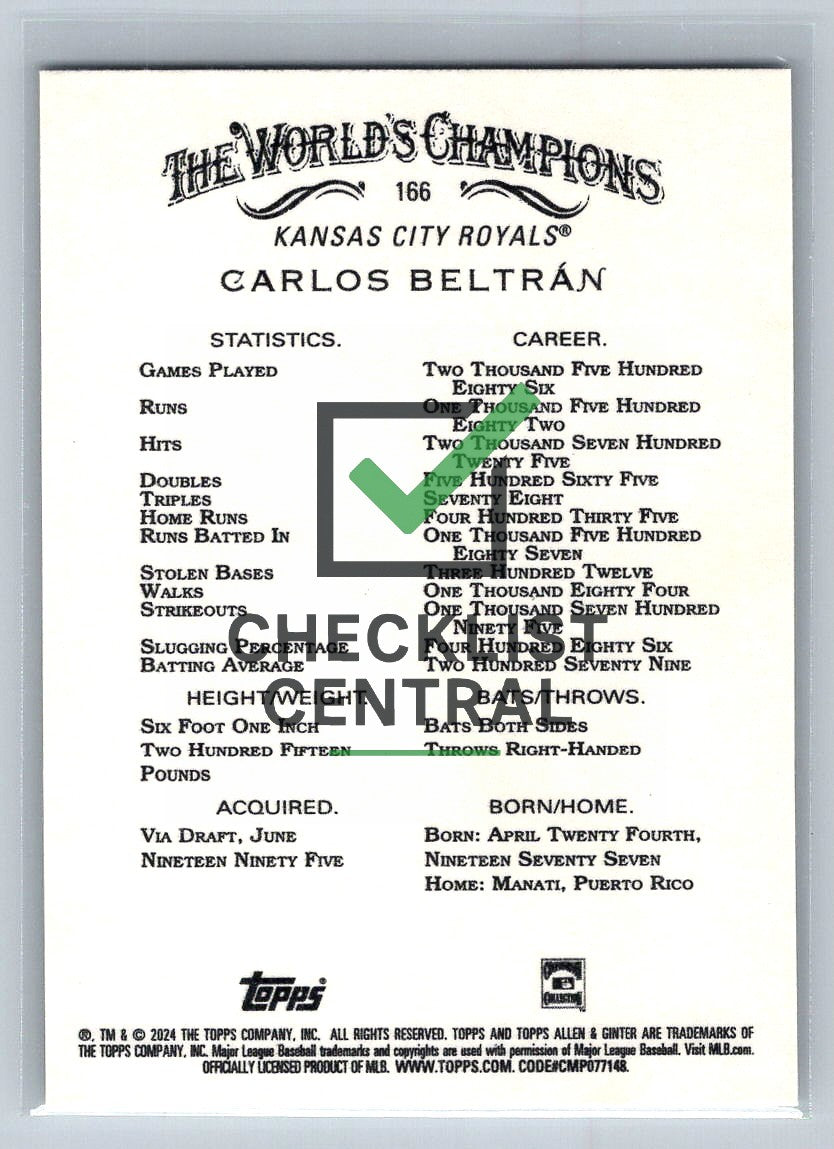 THE WORLD'S CHAMPIONS
166
KANSAS CITY ROYALS®
CARLOS BELTRÁN
STATISTICS. CAREER.
GAMES PLAYED TWO THOUSAND FIVE HUNDRED
EIGHTY SIX
RUNS ONE THOUSAND FIVE HUNDRED
EIGHTY TWO
HITS TWO THOUSAND SEVEN HUNDRED
TWENTY FIVE
DOUBLES FIVE HUNDRED SIXTY FIVE
TRIPLES SEVENTY EIGHT
HOME RUNS FOUR HUNDRED THIRTY FIVE
RUNS BATTED IN ONE THOUSAND FIVE HUNDRED
EIGHTY SEVEN
STOLEN BASES THREE HUNDRED TWELVE
WALKS ONE THOUSAND EIGHTY FOUR
STRIKEOUTS ONE THOUSAND SEVEN HUNDRED
NINETY FIVE
SLUGGING PERCENTAGE FOUR HUNDRED EIGHTY SIX
BATTING AVERAGE TWO HUNDRED SEVENTY NINE
CHECKLIST
CENTRAL
HEIGHT/WEIGHT. BATS/THROWS.
SIX FOOT ONE INCH BATS BOTH SIDES
TWO HUNDRED FIFTEEN THROWS RIGHT-HANDED
POUNDS
ACQUIRED. BORN/HOME.
VIA DRAFT, JUNE BORN: APRIL TWENTY FOURTH,
NINETEEN NINETY FIVE NINETEEN SEVENTY SEVEN
HOME: MANATI, PUERTO RICO
Topps®
®, TM & © 2024 THE TOPPS COMPANY, INC. ALL RIGHTS RESERVED. TOPPS AND TOPPS ALLEN & GINTER ARE TRADEMARKS OF
THE TOPPS COMPANY, INC. Major League Baseball trademarks and copyrights are used with permission of Major League Baseball. Visit MLB.com.
OFFICIALLY LICENSED PRODUCT OF MLB. WWW.TOPPS.COM. CODE#CMP077148.